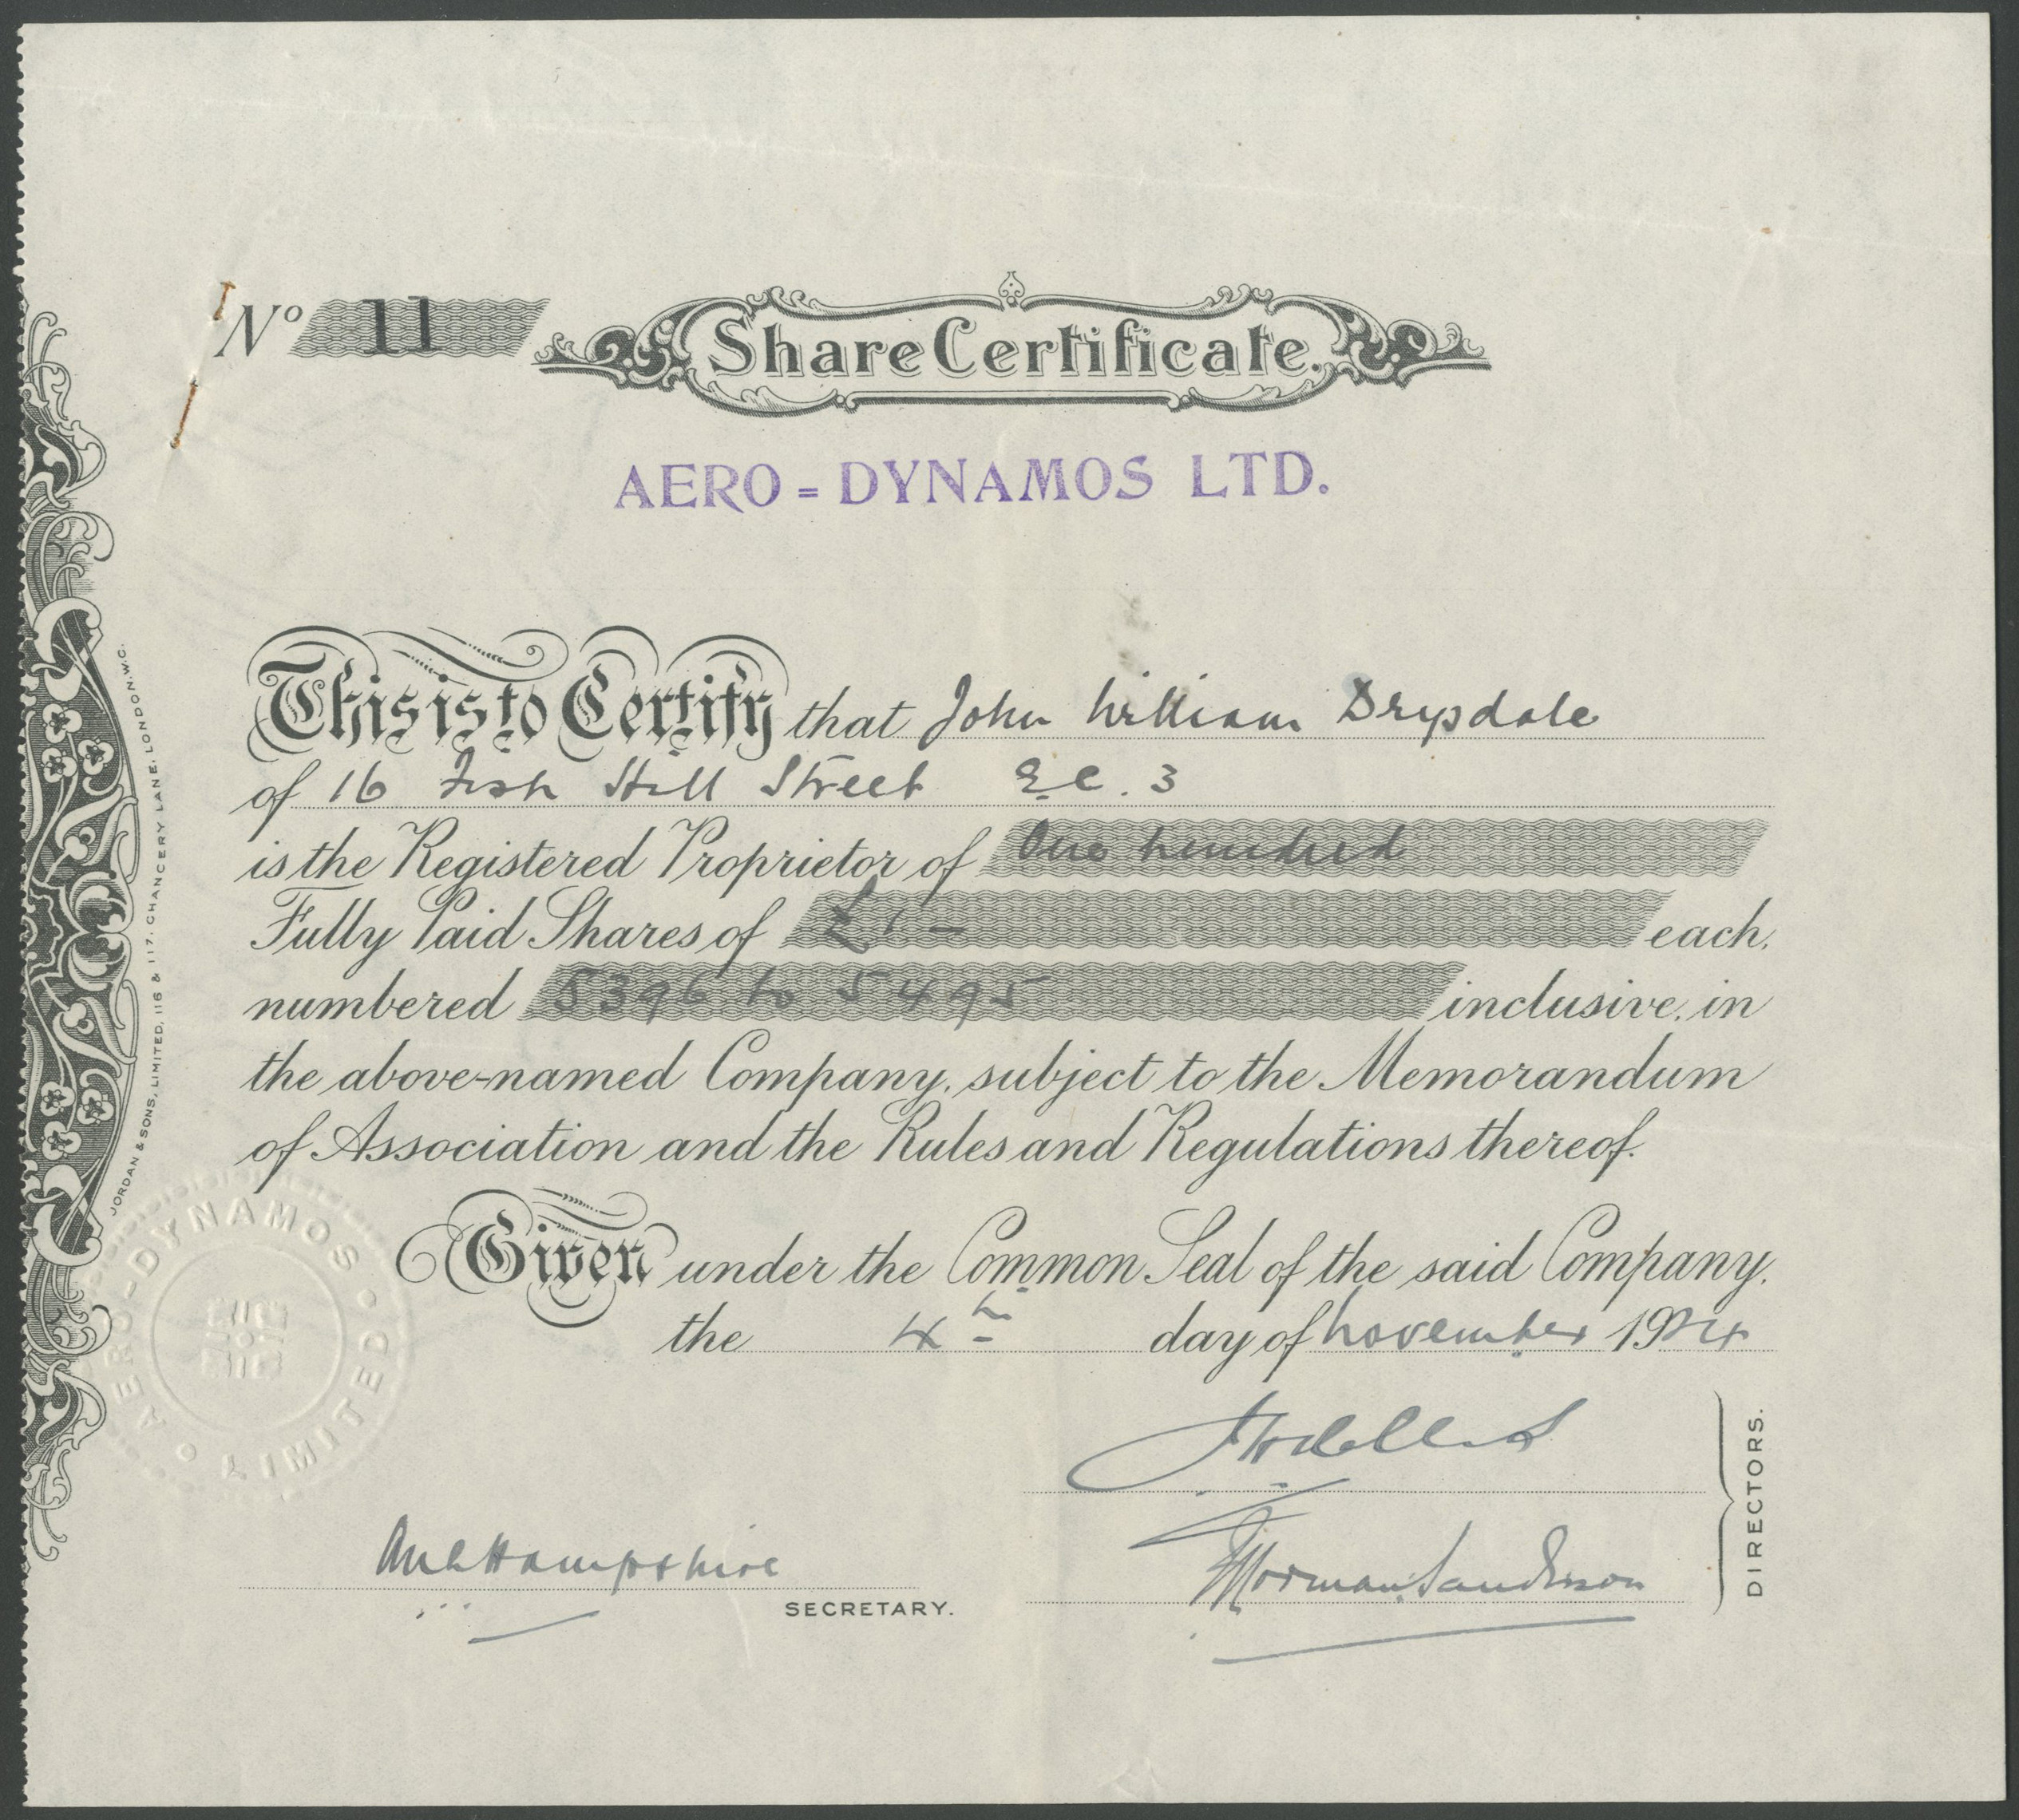 No 11
Share Certificate.
AERO=DYNAMOS LTD.
This is to Certify that John William Drysdale
of 16 Fish Hill Street E.C. 3
is the Registered Proprietor of One hundred
Fully Paid Shares of £1 - each,
numbered 5396 to 5495 inclusive, in
the above-named Company, subject to the Memorandum
of Association and the Rules and Regulations thereof.
Given under the Common Seal of the said Company,
the 4th day of November 1924
Hampshire
SECRETARY.
Norman Sanderson
DIRECTORS.
JORDAN & SONS, LIMITED, 116 & 117, CHANCERY LANE, LONDON, W.C.
AERO-DYNAMOS LIMITED